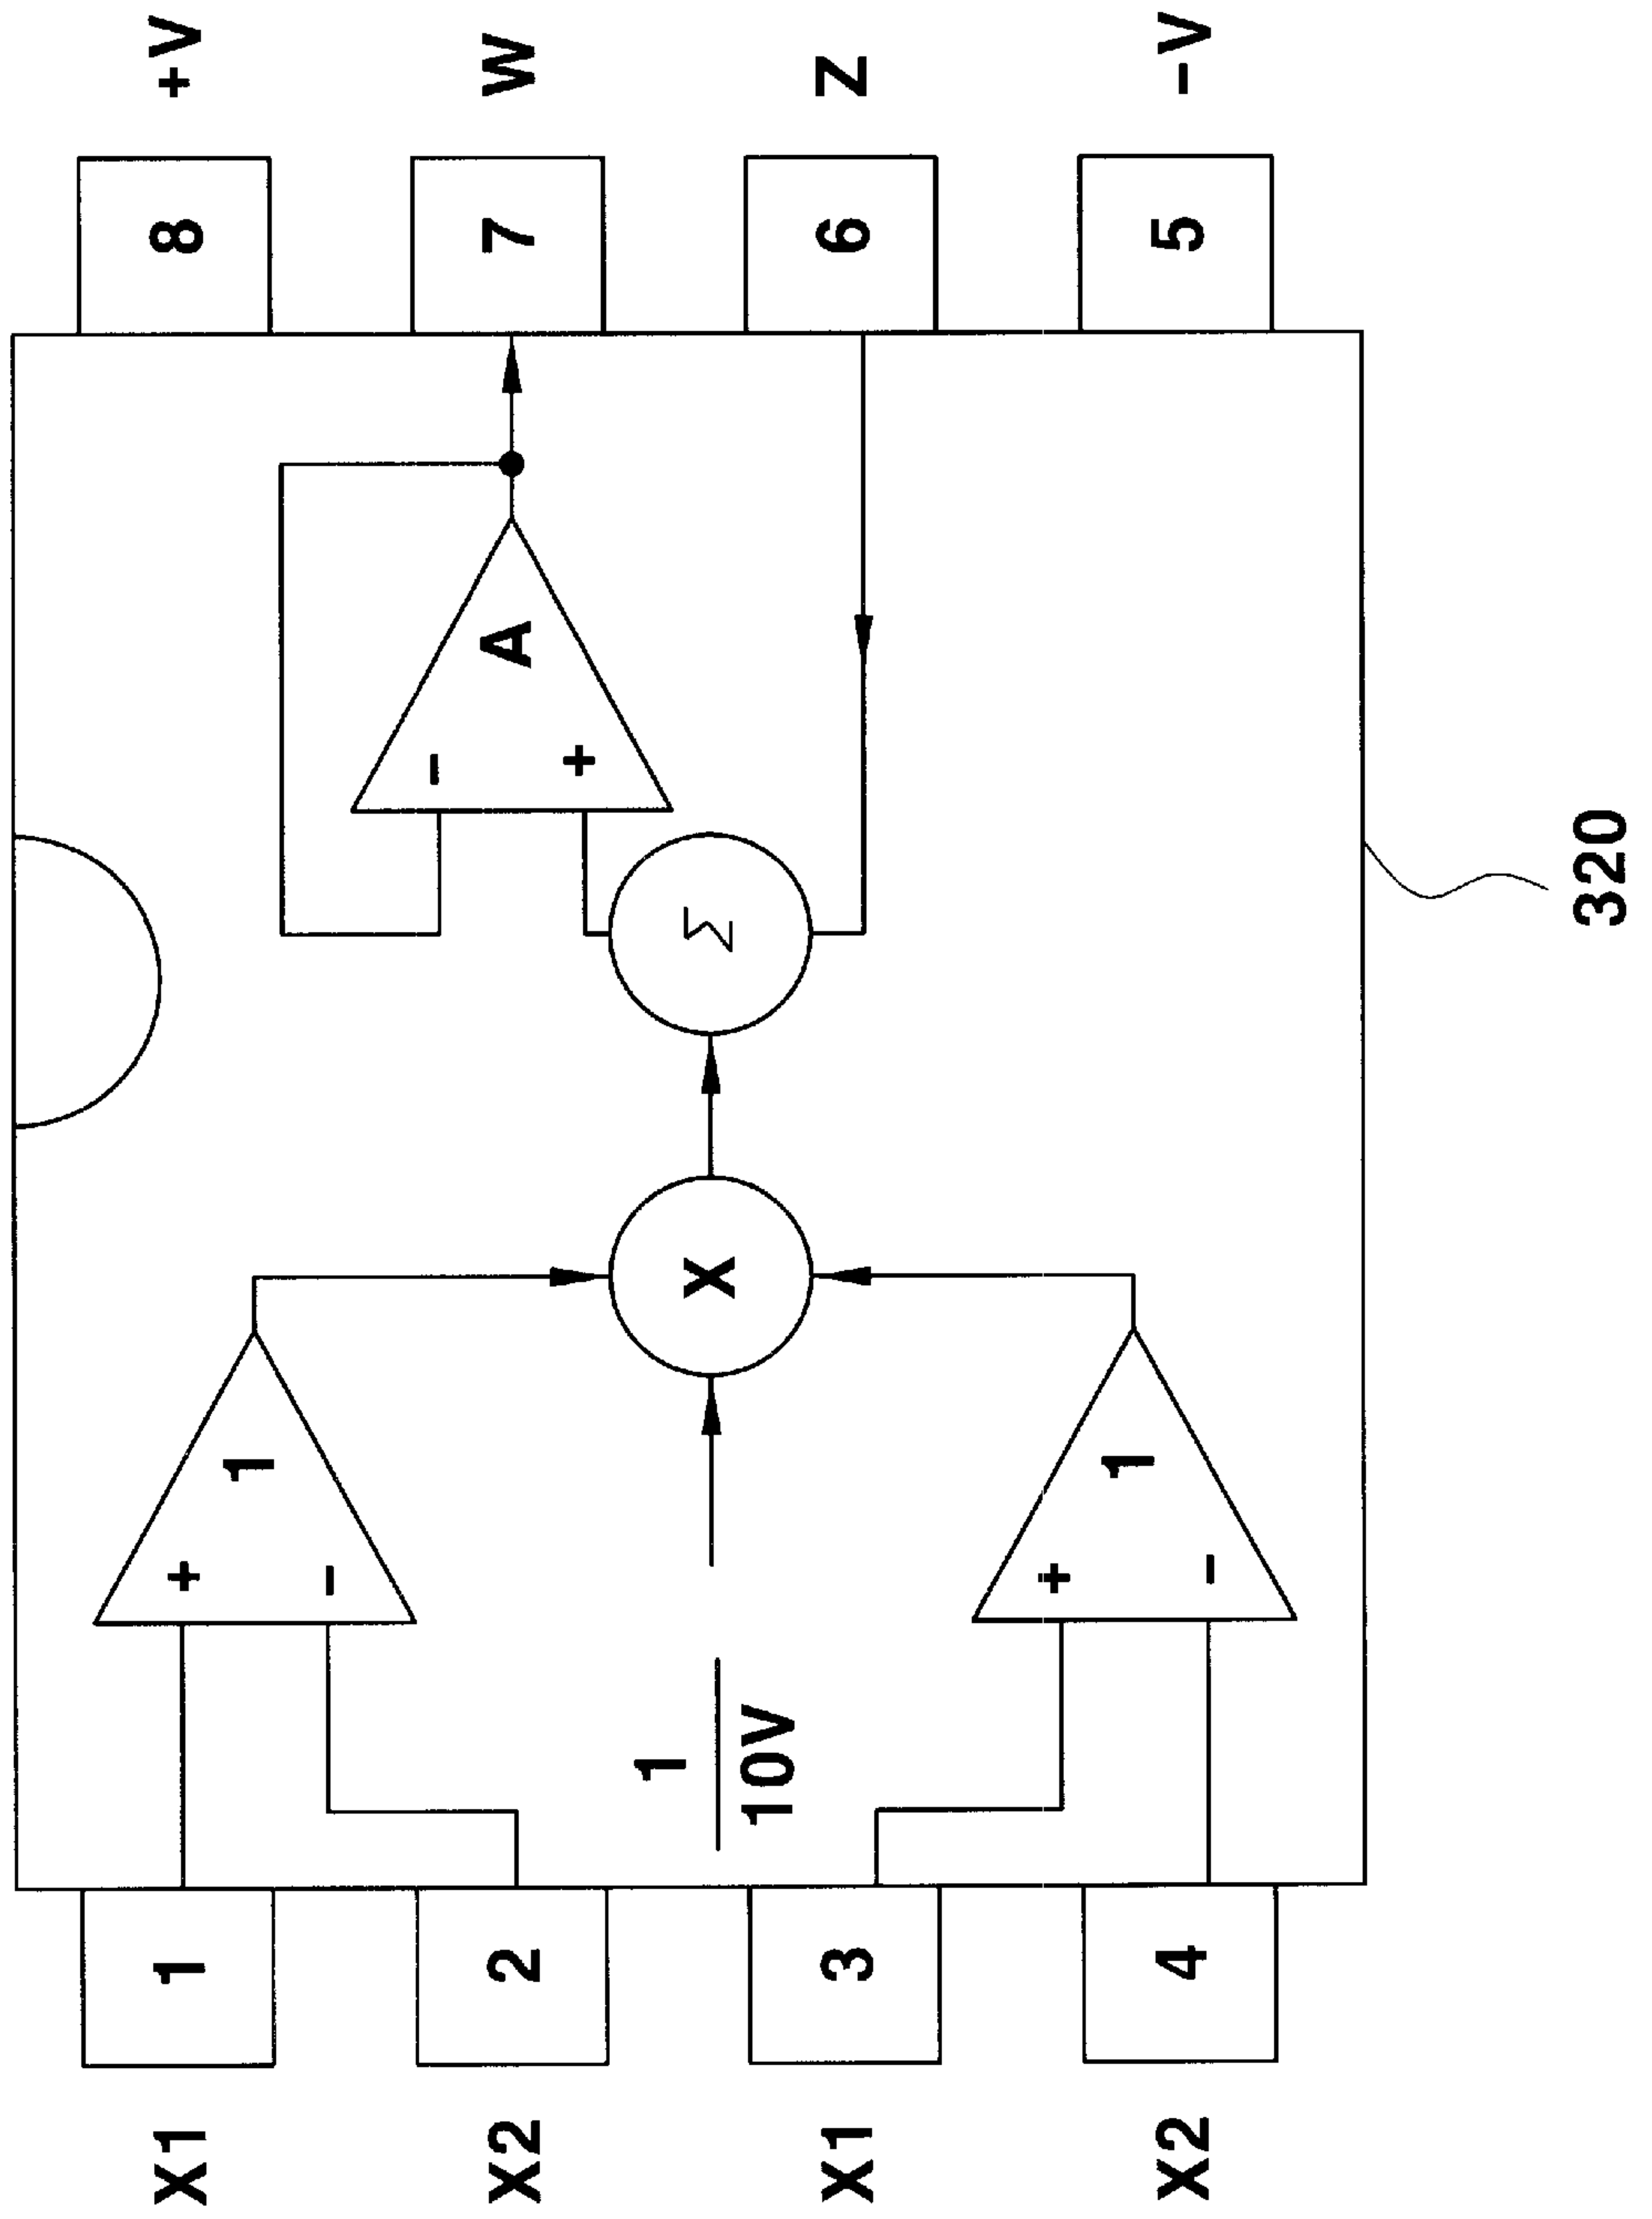 X1 1 + 1 8 +V
X2 2 - - A 7 W
1
10V
X Σ +
X1 3 + 1 6 Z
X2 4 - 5 -V
320